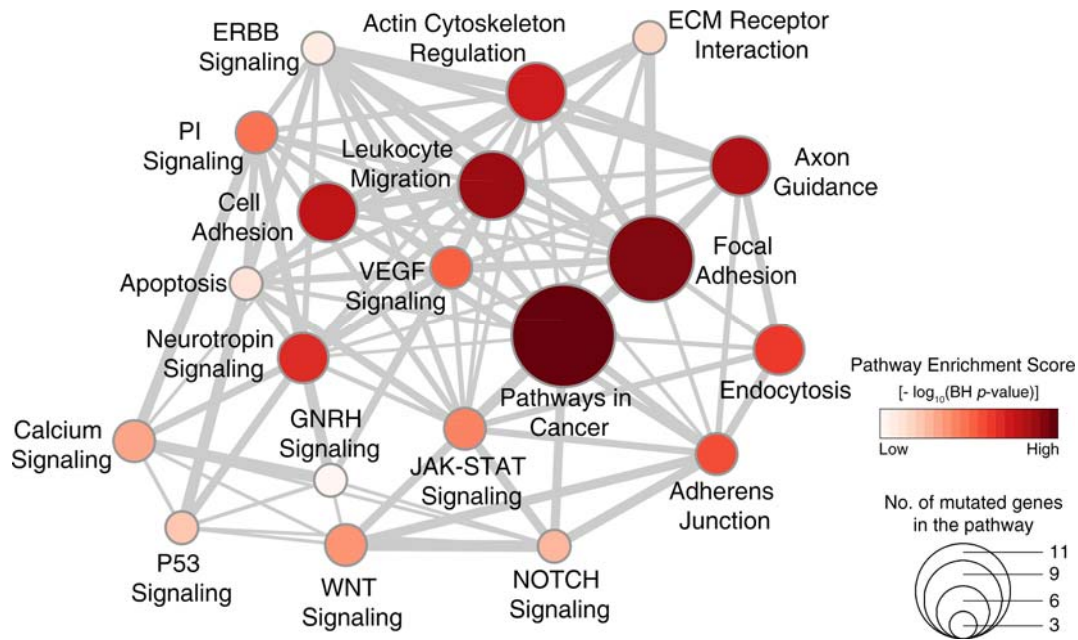 ERBB
Signaling
Actin Cytoskeleton
Regulation
ECM Receptor
Interaction
PI
Signaling
Leukocyte
Migration
Axon
Guidance
Cell
Adhesion
Focal
Adhesion
Apoptosis
VEGF
Signaling
Neurotropin
Signaling
Endocytosis
Pathways in
Cancer
GNRH
Signaling
Calcium
Signaling
JAK-STAT
Signaling
Adherens
Junction
P53
Signaling
WNT
Signaling
NOTCH
Signaling
Pathway Enrichment Score
[- log₁₀(BH p-value)]
Low High
No. of mutated genes
in the pathway
11
9
6
3